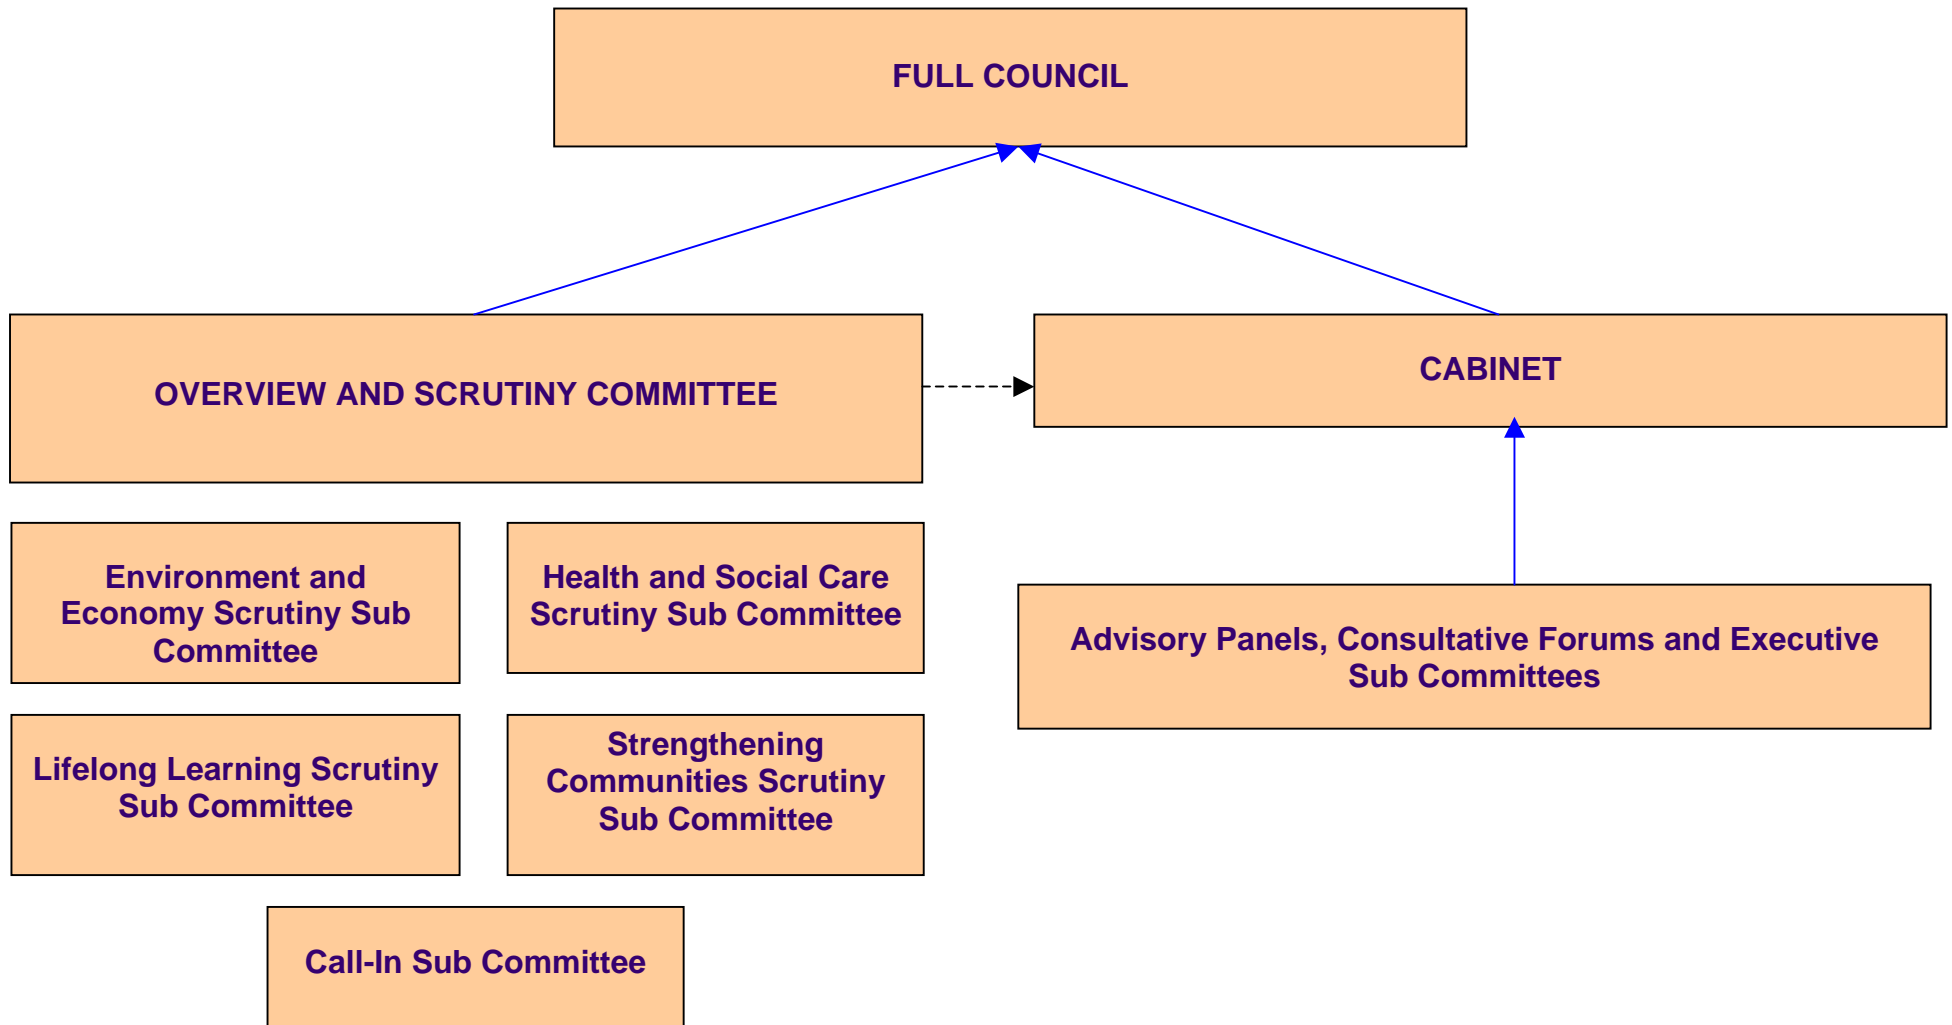 FULL COUNCIL
OVERVIEW AND SCRUTINY COMMITTEE
CABINET
Environment and
Economy Scrutiny Sub
Committee
Health and Social Care
Scrutiny Sub Committee
Advisory Panels, Consultative Forums and Executive
Sub Committees
Lifelong Learning Scrutiny
Sub Committee
Strengthening
Communities Scrutiny
Sub Committee
Call-In Sub Committee